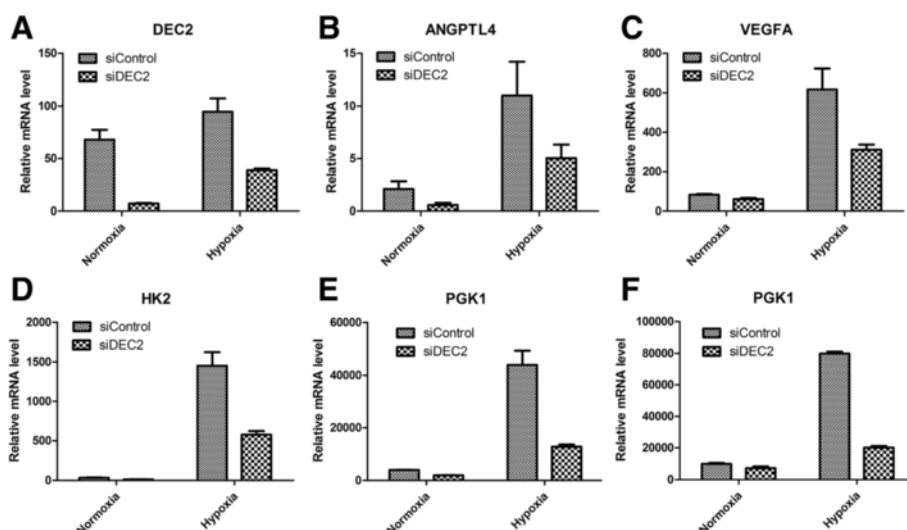 A
DEC2
Relative mRNA level
150
100
50
0
siControl
siDEC2
Normoxia
Hypoxia
B
ANGPTL4
Relative mRNA level
15
10
5
0
siControl
siDEC2
Normoxia
Hypoxia
C
VEGFA
Relative mRNA level
800
600
400
200
0
siControl
siDEC2
Normoxia
Hypoxia
D
HK2
Relative mRNA level
2000
1500
1000
500
0
siControl
siDEC2
Normoxia
Hypoxia
E
PGK1
Relative mRNA level
60000
40000
20000
0
siControl
siDEC2
Normoxia
Hypoxia
F
PGK1
Relative mRNA level
100000
80000
60000
40000
20000
0
siControl
siDEC2
Normoxia
Hypoxia